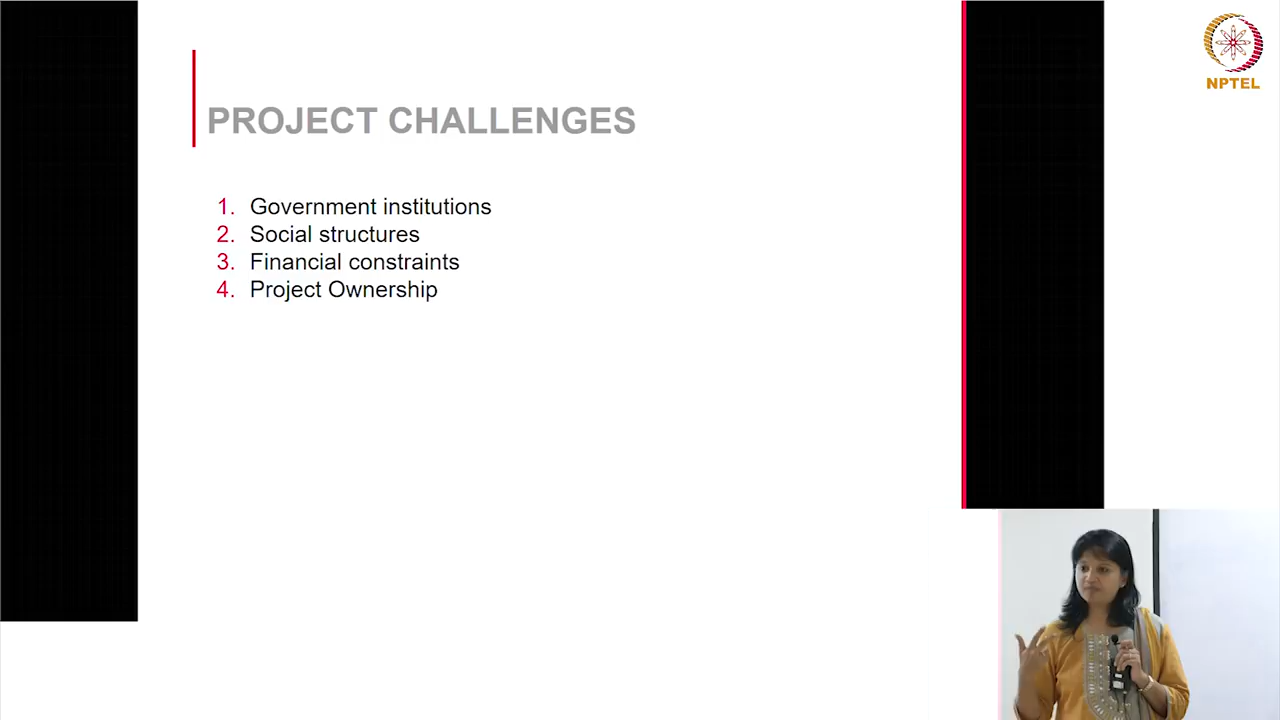 NPTEL
PROJECT CHALLENGES
1. Government institutions
2. Social structures
3. Financial constraints
4. Project Ownership